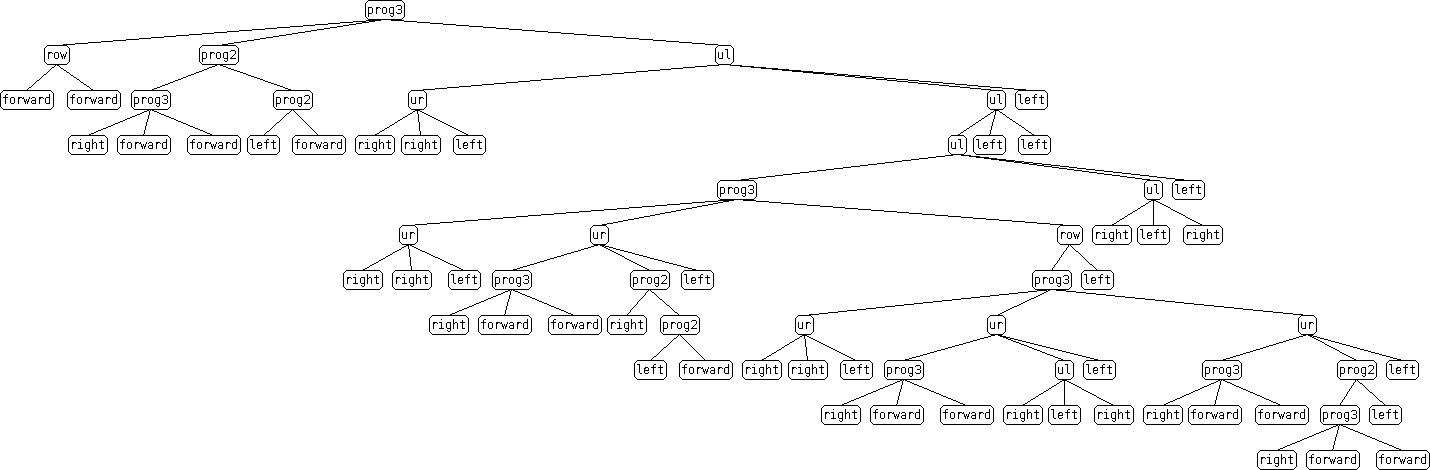 prog3
row prog2 ul
forward forward prog3 prog2 ur ul left
right forward forward left forward right right left ul left left
prog3 ul left
ur ur row right left right
right right left prog3 prog2 left prog3 left
right forward forward right prog2 ur ur ur
left forward right right left prog3 ul left prog3 prog2 left
right forward forward right left right right forward forward prog3 left
right forward forward